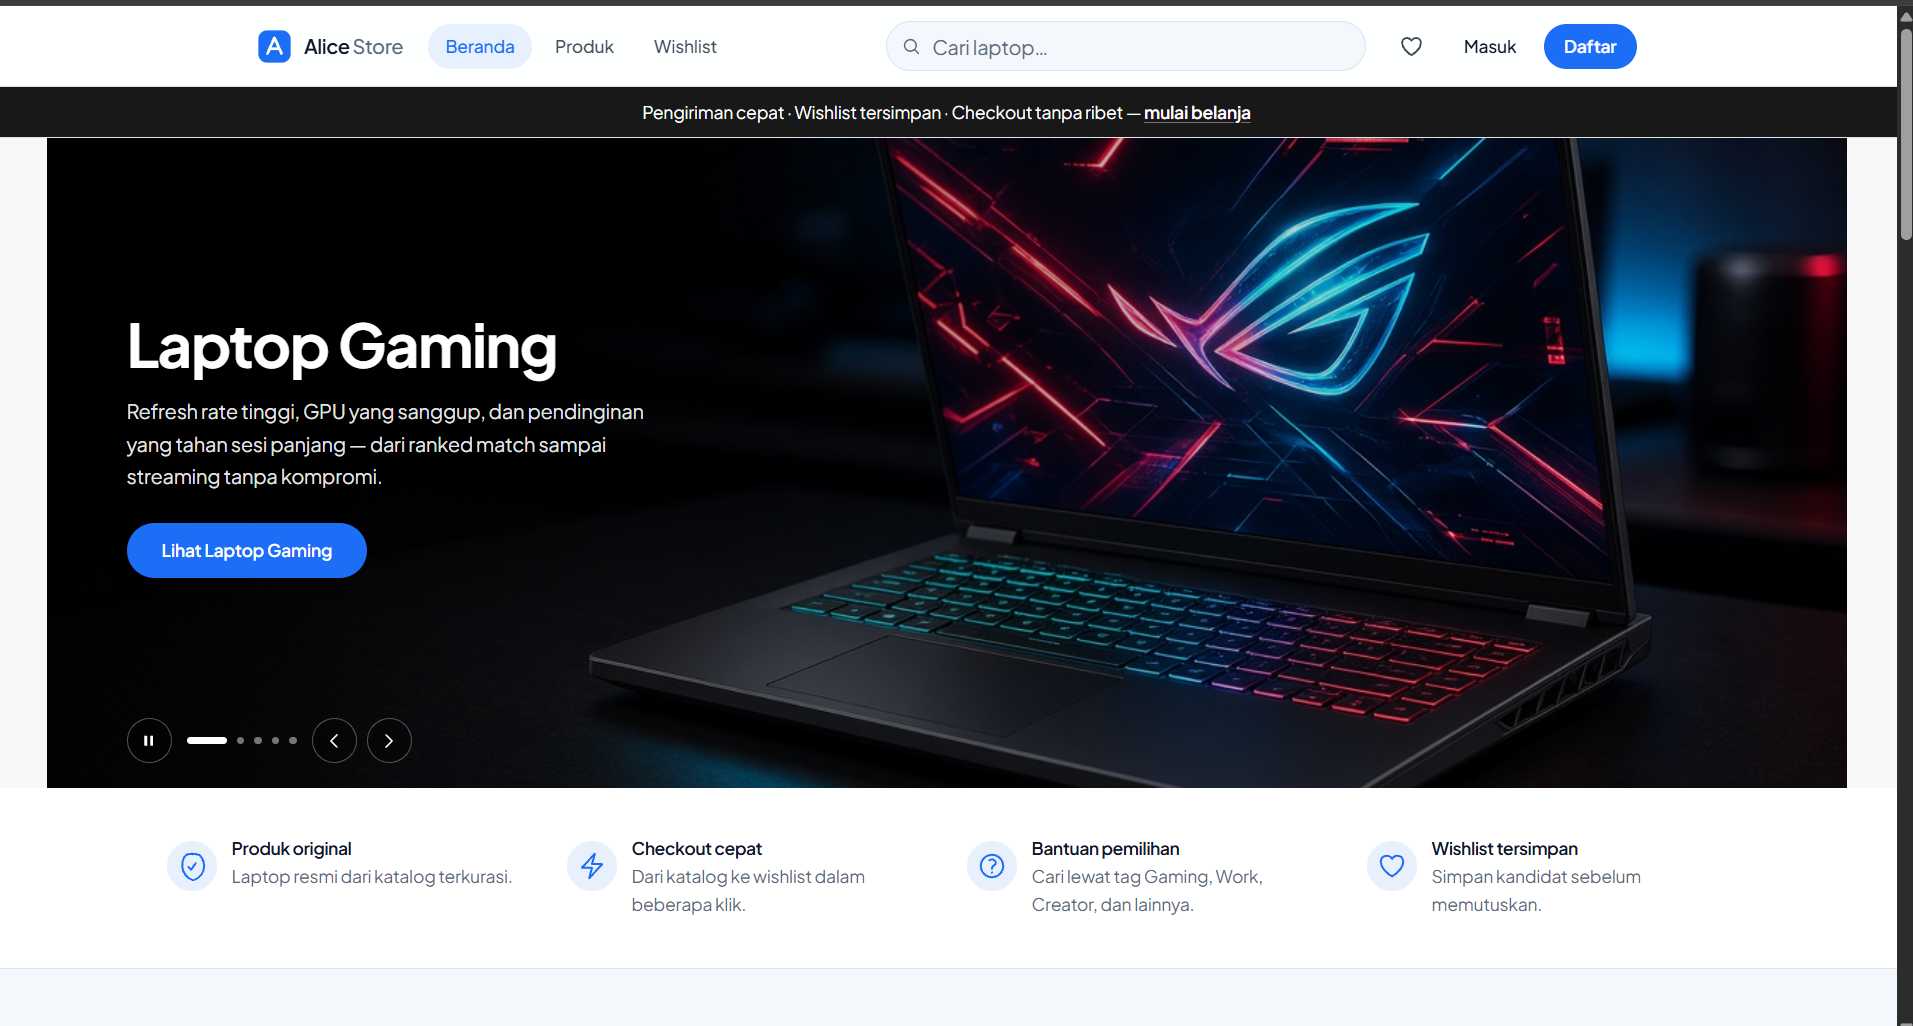 A Alice Store
Beranda
Produk
Wishlist
Cari laptop...
Masuk
Daftar
Pengiriman cepat · Wishlist tersimpan · Checkout tanpa ribet — mulai belanja
Laptop Gaming
Refresh rate tinggi, GPU yang sanggup, dan pendinginan
yang tahan sesi panjang — dari ranked match sampai
streaming tanpa kompromi.
Lihat Laptop Gaming
Produk original
Laptop resmi dari katalog terkurasi.
Checkout cepat
Dari katalog ke wishlist dalam
beberapa klik.
Bantuan pemilihan
Cari lewat tag Gaming, Work,
Creator, dan lainnya.
Wishlist tersimpan
Simpan kandidat sebelum
memutuskan.